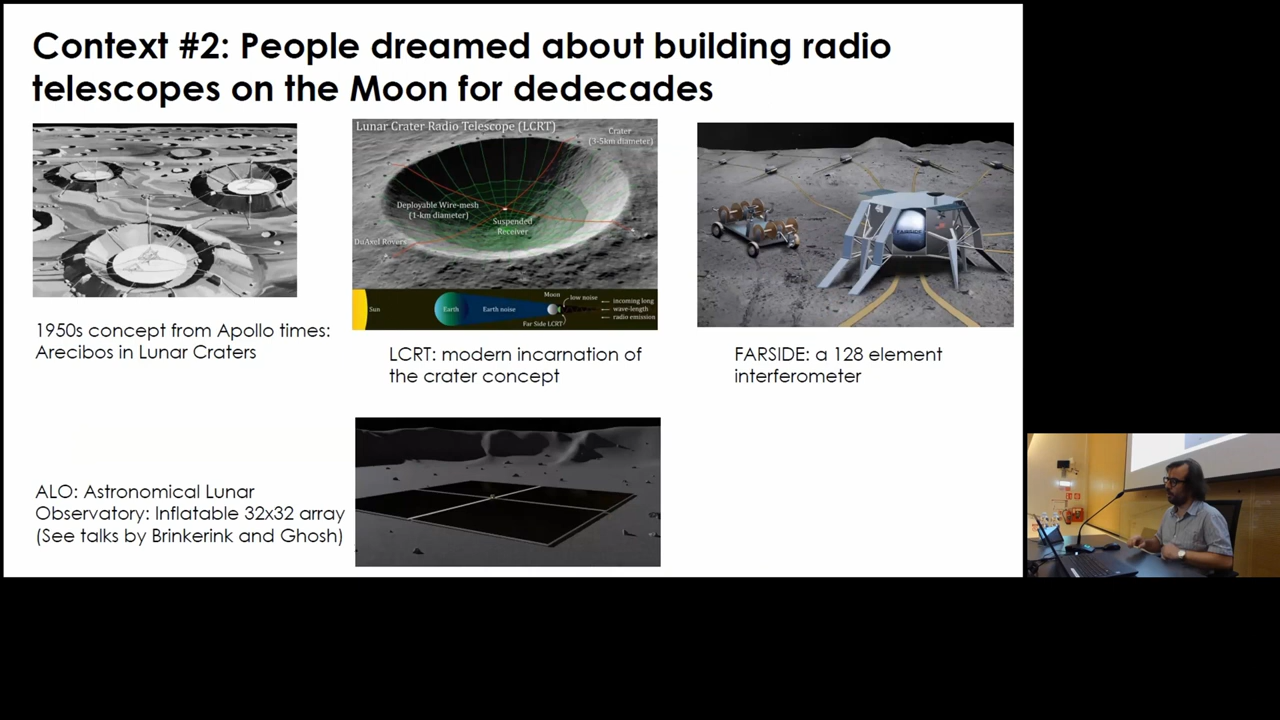 Context #2: People dreamed about building radio
telescopes on the Moon for dedecades
Lunar Crater Radio Telescope (LCRT)
Crater
(3-5km diameter)
Deployable Wire-mesh
(1-km diameter)
Suspended
Receiver
DuAxel Rovers
Sun
Earth
Earth noise
Moon
low noise
incoming long
wave-length
radio emission
Far Side LCRT
FARSIDE
1950s concept from Apollo times:
Arecibos in Lunar Craters
LCRT: modern incarnation of
the crater concept
FARSIDE: a 128 element
interferometer
ALO: Astronomical Lunar
Observatory: Inflatable 32x32 array
(See talks by Brinkerink and Ghosh)